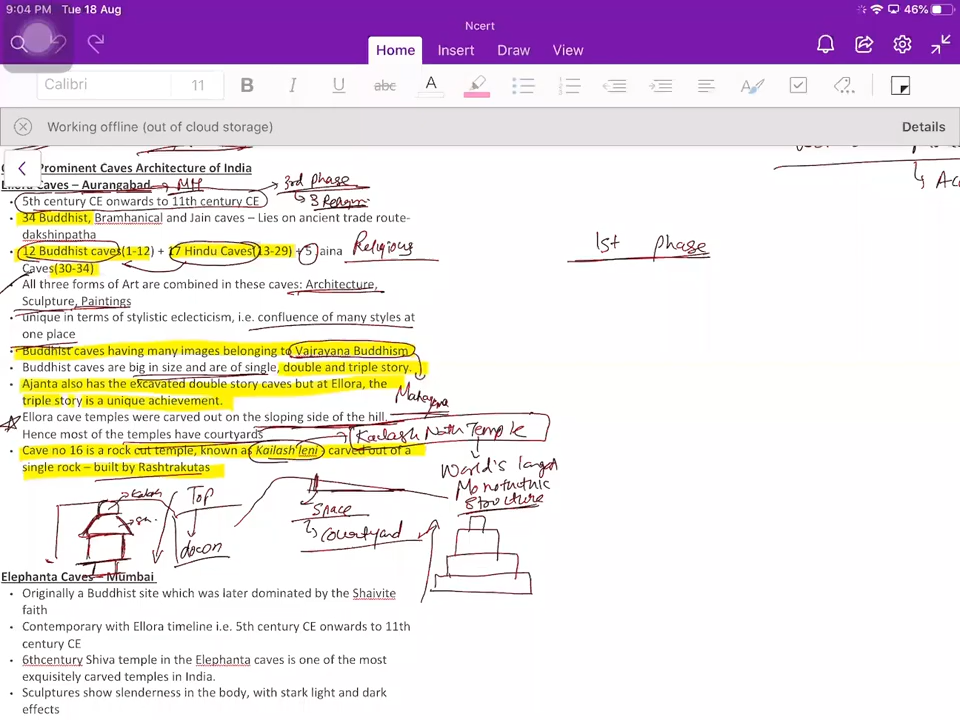 9:04 PM Tue 18 Aug
46%
Ncert
Home Insert Draw View
Calibri 11 B I U abc A
Working offline (out of cloud storage) Details
Prominent Caves Architecture of India
Caves – Aurangabad → MH
3rd Phase
5th century CE onwards to 11th century CE
3 Religion
34 Buddhist, Bramhanical and Jain caves – Lies on ancient trade route-
dakshinpatha
12 Buddhist caves(1-12) + 17 Hindu Caves(13-29) + 5 Jaina Religious
Caves(30-34)
1st Phase
All three forms of Art are combined in these caves: Architecture,
Sculpture, Paintings
unique in terms of stylistic eclecticism, i.e. confluence of many styles at
one place
Buddhist caves having many images belonging to Vajrayana Buddhism
Buddhist caves are big in size and are of single, double and triple story.
Ajanta also has the excavated double story caves but at Ellora, the
triple story is a unique achievement.
Mahayana
Ellora cave temples were carved out on the sloping side of the hill.
Hence most of the temples have courtyards
Kailash Nath Temple
Cave no 16 is a rock cut temple, known as Kailash leni carved out of a
single rock – built by Rashtrakutas
World's largest
Monolithic
Structure
Kalash
Top
down
Space
Courtyard
Elephanta Caves – Mumbai
Originally a Buddhist site which was later dominated by the Shaivite
faith
Contemporary with Ellora timeline i.e. 5th century CE onwards to 11th
century CE
6thcentury Shiva temple in the Elephanta caves is one of the most
exquisitely carved temples in India.
Sculptures show slenderness in the body, with stark light and dark
effects